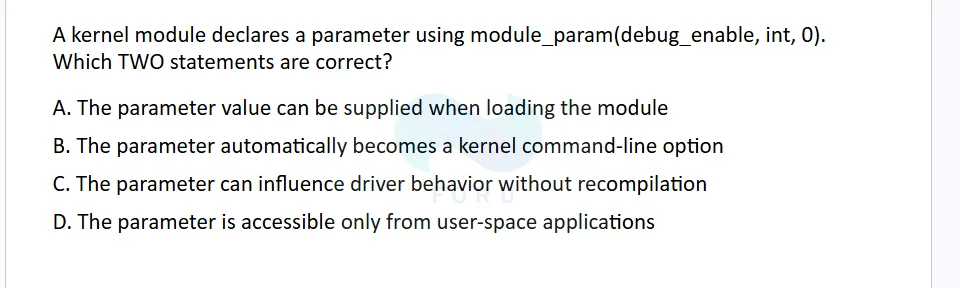 A kernel module declares a parameter using module_param(debug_enable, int, 0).
Which TWO statements are correct?
A. The parameter value can be supplied when loading the module
B. The parameter automatically becomes a kernel command-line option
C. The parameter can influence driver behavior without recompilation
FORU
D. The parameter is accessible only from user-space applications